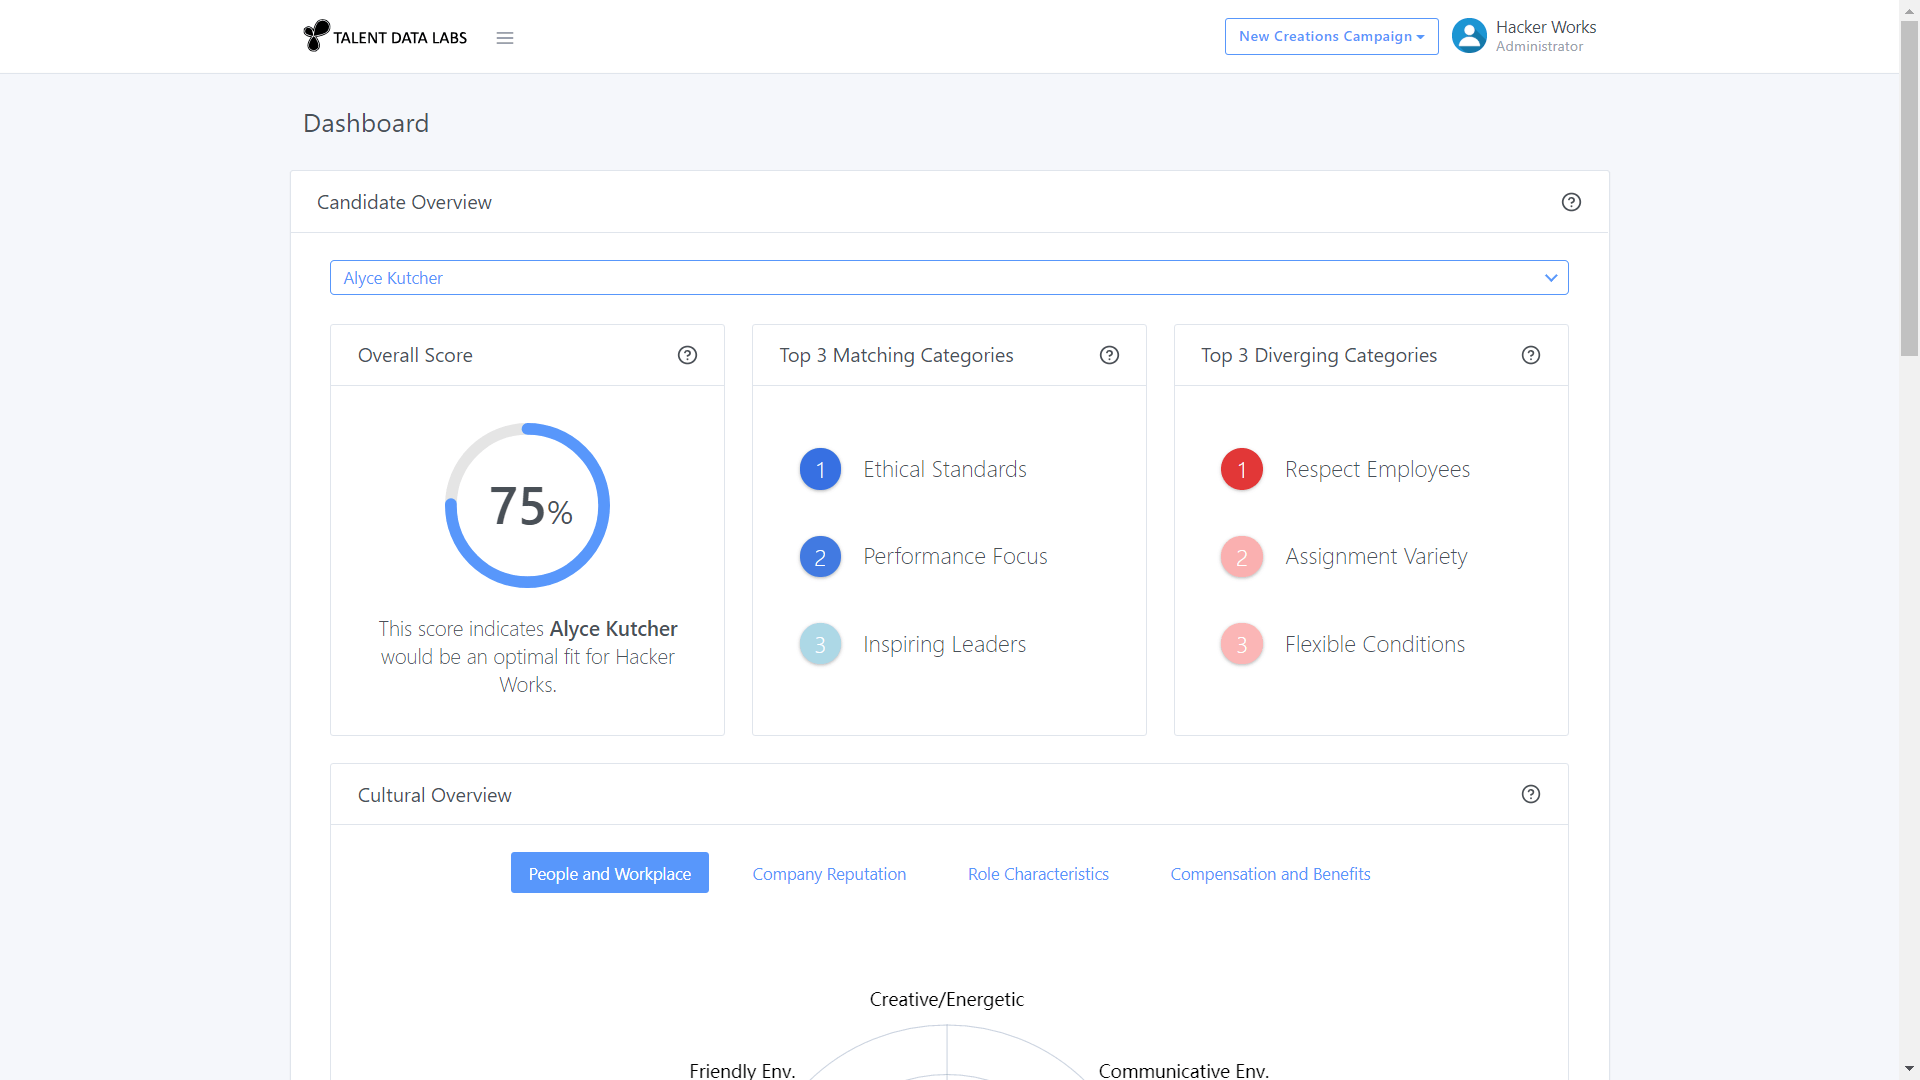 TALENT DATA LABS
New Creations Campaign
Hacker Works
Administrator
Dashboard
Candidate Overview
Alyce Kutcher
Overall Score
75%
This score indicates Alyce Kutcher
would be an optimal fit for Hacker
Works.
Top 3 Matching Categories
1 Ethical Standards
2 Performance Focus
3 Inspiring Leaders
Top 3 Diverging Categories
1 Respect Employees
2 Assignment Variety
3 Flexible Conditions
Cultural Overview
People and Workplace
Company Reputation
Role Characteristics
Compensation and Benefits
Creative/Energetic
Friendly Env.
Communicative Env.